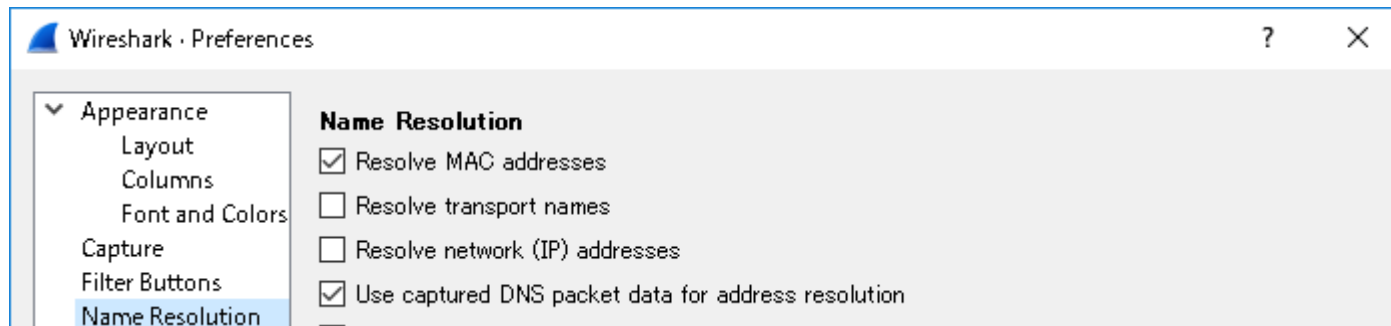 Wireshark · Preferences
?
Appearance
Layout
Columns
Font and Colors
Capture
Filter Buttons
Name Resolution
Name Resolution
Resolve MAC addresses
Resolve transport names
Resolve network (IP) addresses
Use captured DNS packet data for address resolution